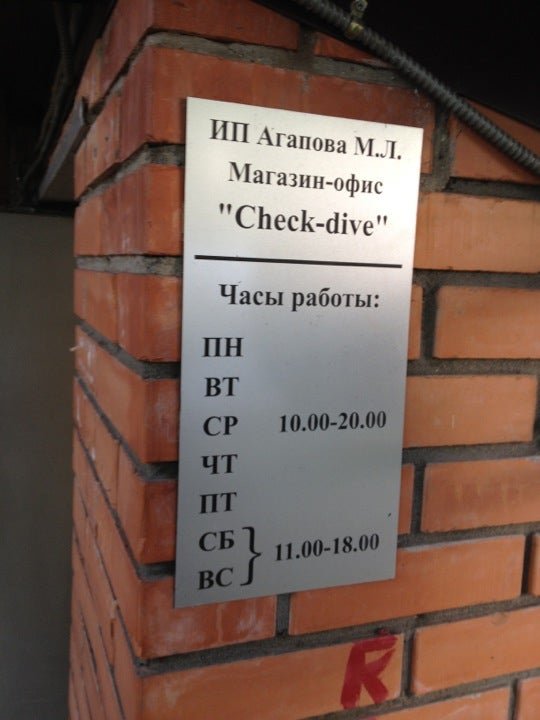 ИП Агапова М.Л.
Магазин-офис
"Check-dive"
Часы работы:
ПН
ВТ
СР 10.00-20.00
ЧТ
ПТ
СБ } 11.00-18.00
ВС
R